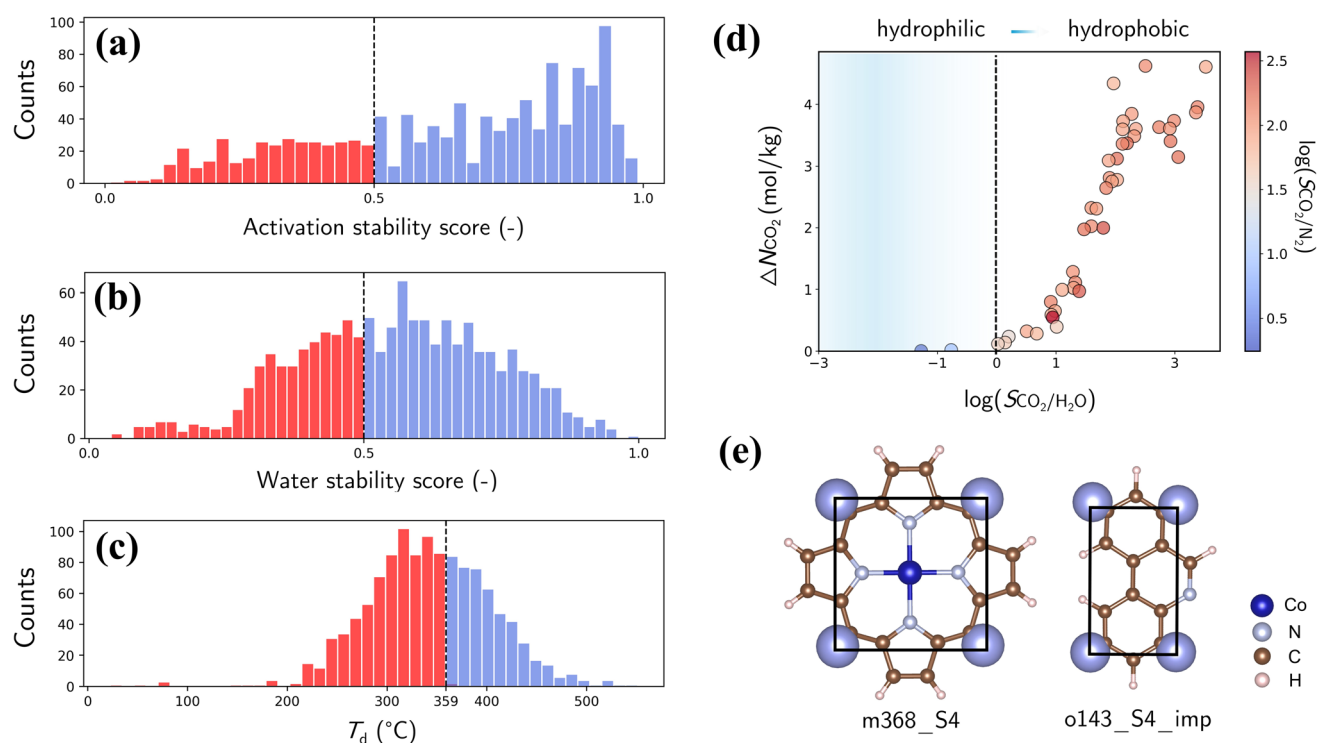 (a)
Counts
100
80
60
40
20
0
0.0
0.5
1.0
Activation stability score (-)
(b)
Counts
60
40
20
0
0.0
0.5
1.0
Water stability score (-)
(c)
Counts
100
80
60
40
20
0
0
200
300
359
400
500
Td (°C)
(d)
hydrophilic
hydrophobic
△NCO2 (mol/kg)
4
3
2
1
0
−3
−1
0
1
3
log(SCO2/H2O)
2.5
2.0
1.5
1.0
0.5
log(SCO2/N2)
(e)
m368_S4
o143_S4_imp
Co
N
C
H